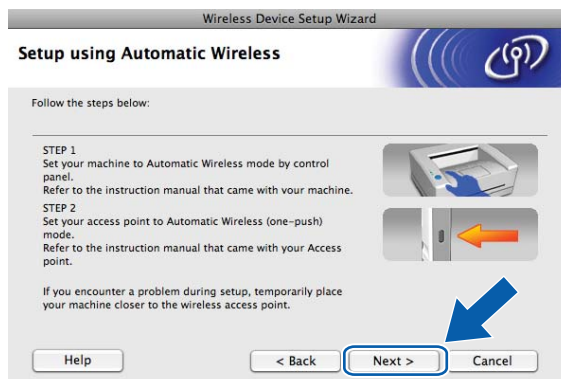 Wireless Device Setup Wizard
Setup using Automatic Wireless
Follow the steps below:
STEP 1
Set your machine to Automatic Wireless mode by control
panel.
Refer to the instruction manual that came with your machine.
STEP 2
Set your access point to Automatic Wireless (one-push)
mode.
Refer to the instruction manual that came with your Access
point.
If you encounter a problem during setup, temporarily place
your machine closer to the wireless access point.
Help < Back Next > Cancel